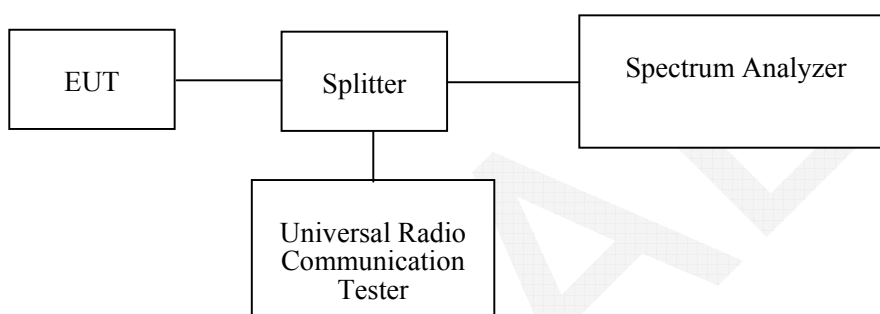 EUT
Splitter
Spectrum Analyzer
Universal Radio
Communication
Tester